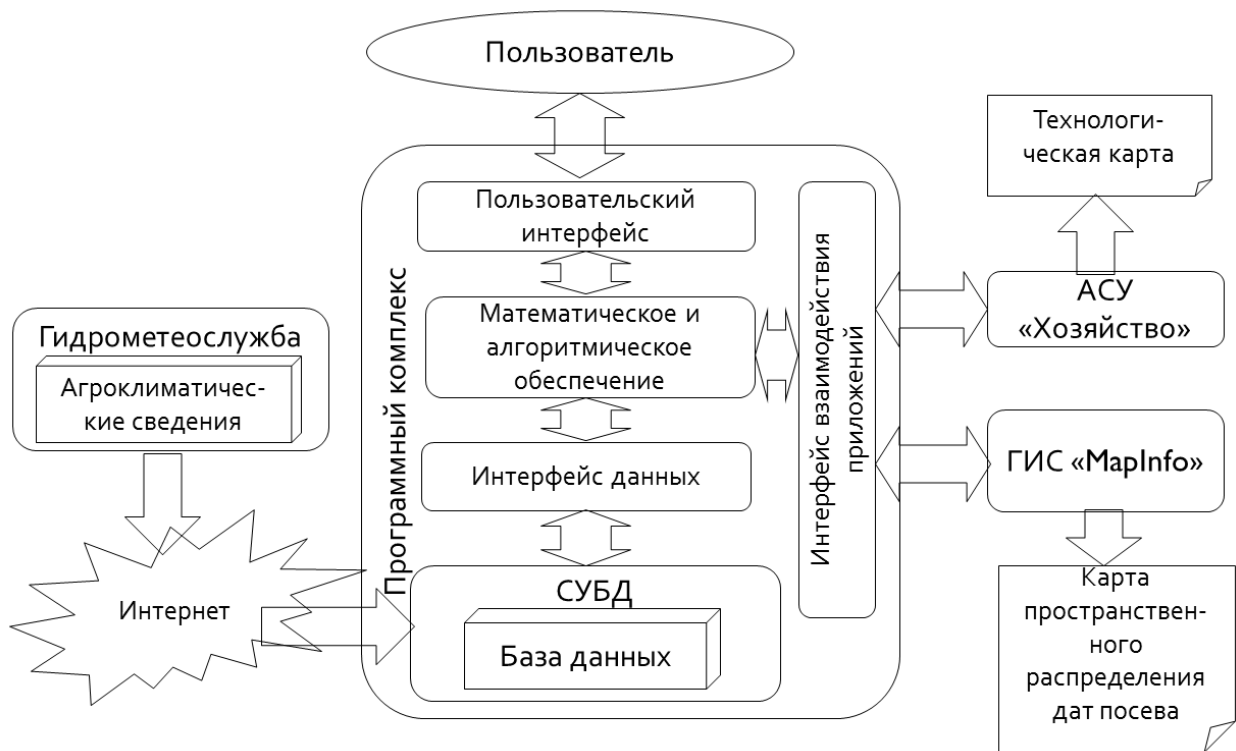 Пользователь
Технологи-
ческая карта
Пользовательский
интерфейс
Программный комплекс
Интерфейс взаимодействия
приложений
АСУ
«Хозяйство»
Математическое и
алгоритмическое
обеспечение
Гидрометеослужба
Агроклиматичес-
кие сведения
Интерфейс данных
ГИС «MapInfo»
Интернет
СУБД
База данных
Карта
пространствен-
ного
распределения
дат посева